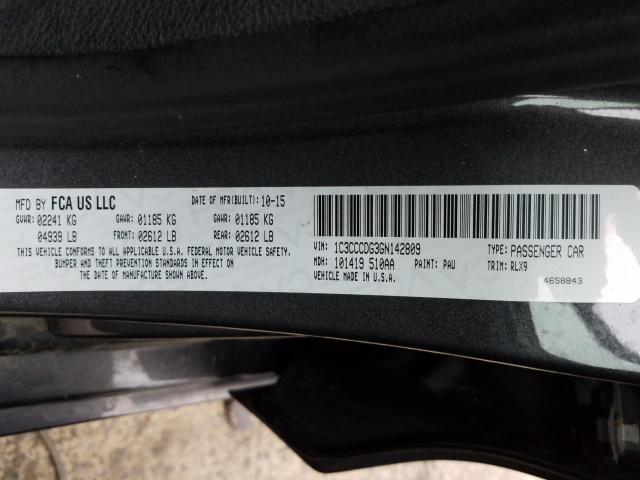 MFD BY FCA US LLC DATE OF MFR(BUILT): 10-15
GVWR: 02241 KG GAWR: 01185 KG GAWR: 01185 KG
04939 LB FRONT: 02612 LB REAR: 02612 LB
THIS VEHICLE CONFORMS TO ALL APPLICABLE U.S.A. FEDERAL MOTOR VEHICLE SAFETY,
BUMPER AND THEFT PREVENTION STANDARDS IN EFFECT ON
THE DATE OF MANUFACTURE SHOWN ABOVE.
VIN: 1C3CCCDG3GN142809 TYPE: PASSENGER CAR
MDH: 101419 510AA PAINT: PAU TRIM: RLX9
VEHICLE MADE IN U.S.A. 4658843